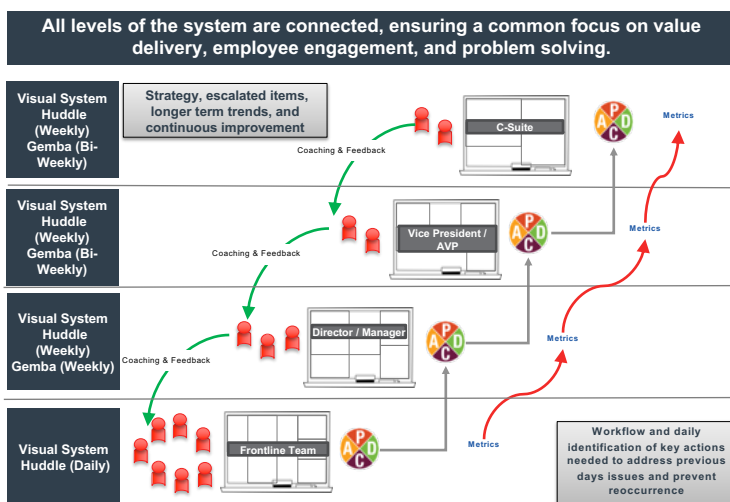 All levels of the system are connected, ensuring a common focus on value
delivery, employee engagement, and problem solving.
Visual System
Huddle
(Weekly)
Gemba (Bi-
Weekly)
Strategy, escalated items,
longer term trends, and
continuous improvement
C-Suite
P
A D
C
Metrics
Coaching & Feedback
Visual System
Huddle
(Weekly)
Gemba (Bi-
Weekly)
Vice President /
AVP
P
A D
C
Metrics
Coaching & Feedback
Visual System
Huddle
(Weekly)
Gemba (Weekly)
Director / Manager
P
A D
C
Metrics
Coaching & Feedback
Visual System
Huddle (Daily)
Frontline Team
P
A D
C
Metrics
Workflow and daily
identification of key actions
needed to address previous
days issues and prevent
reoccurrence